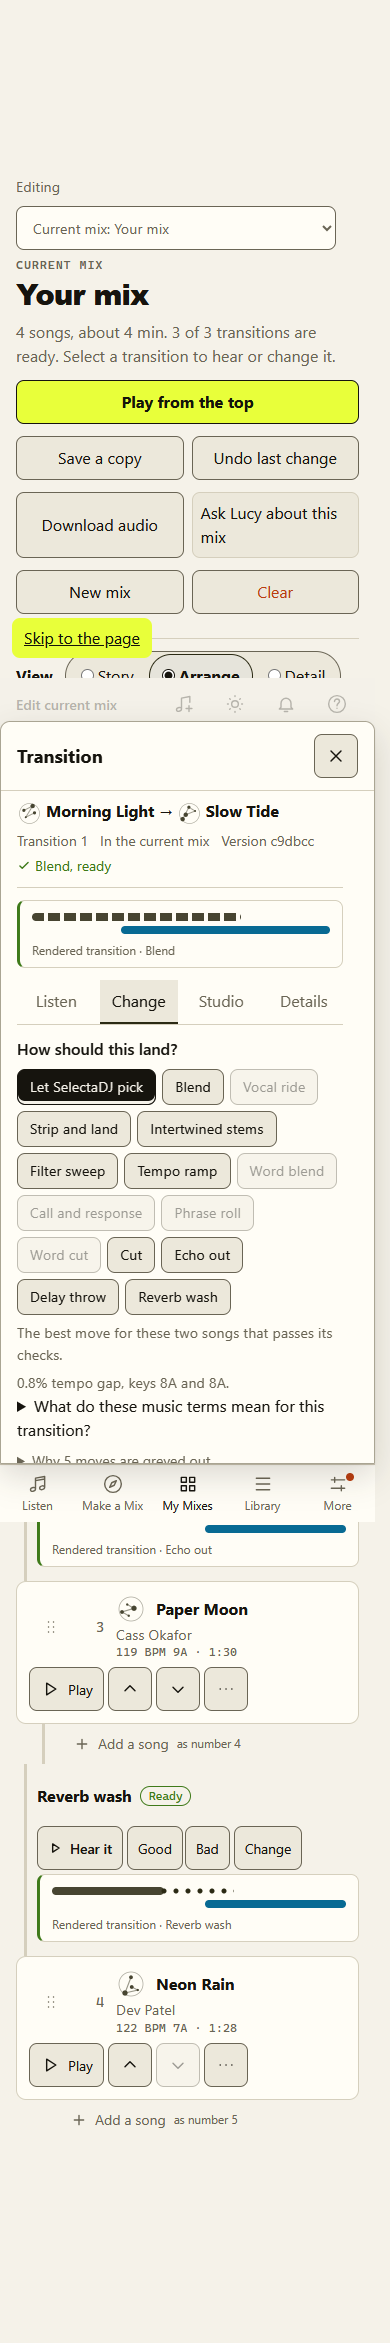 Editing
Current mix: Your mix
CURRENT MIX
Your mix
4 songs, about 4 min. 3 of 3 transitions are
ready. Select a transition to hear or change it.
Play from the top
Save a copy
Undo last change
Download audio
Ask Lucy about this
mix
New mix
Clear
Skip to the page
View
Story
Arrange
Detail
Edit current mix
Transition
Morning Light → Slow Tide
Transition 1 In the current mix Version c9dbcc
✓ Blend, ready
Rendered transition · Blend
Listen
Change
Studio
Details
How should this land?
Let SelectaDJ pick
Blend
Vocal ride
Strip and land
Intertwined stems
Filter sweep
Tempo ramp
Word blend
Call and response
Phrase roll
Word cut
Cut
Echo out
Delay throw
Reverb wash
The best move for these two songs that passes its
checks.
0.8% tempo gap, keys 8A and 8A.
What do these music terms mean for this
transition?
Why 5 moves are greyed out
Listen
Make a Mix
My Mixes
Library
More
Rendered transition · Echo out
3
Paper Moon
Cass Okafor
119 BPM 9A · 1:30
Play
+ Add a song as number 4
Reverb wash Ready
Hear it
Good
Bad
Change
Rendered transition · Reverb wash
4
Neon Rain
Dev Patel
122 BPM 7A · 1:28
Play
+ Add a song as number 5